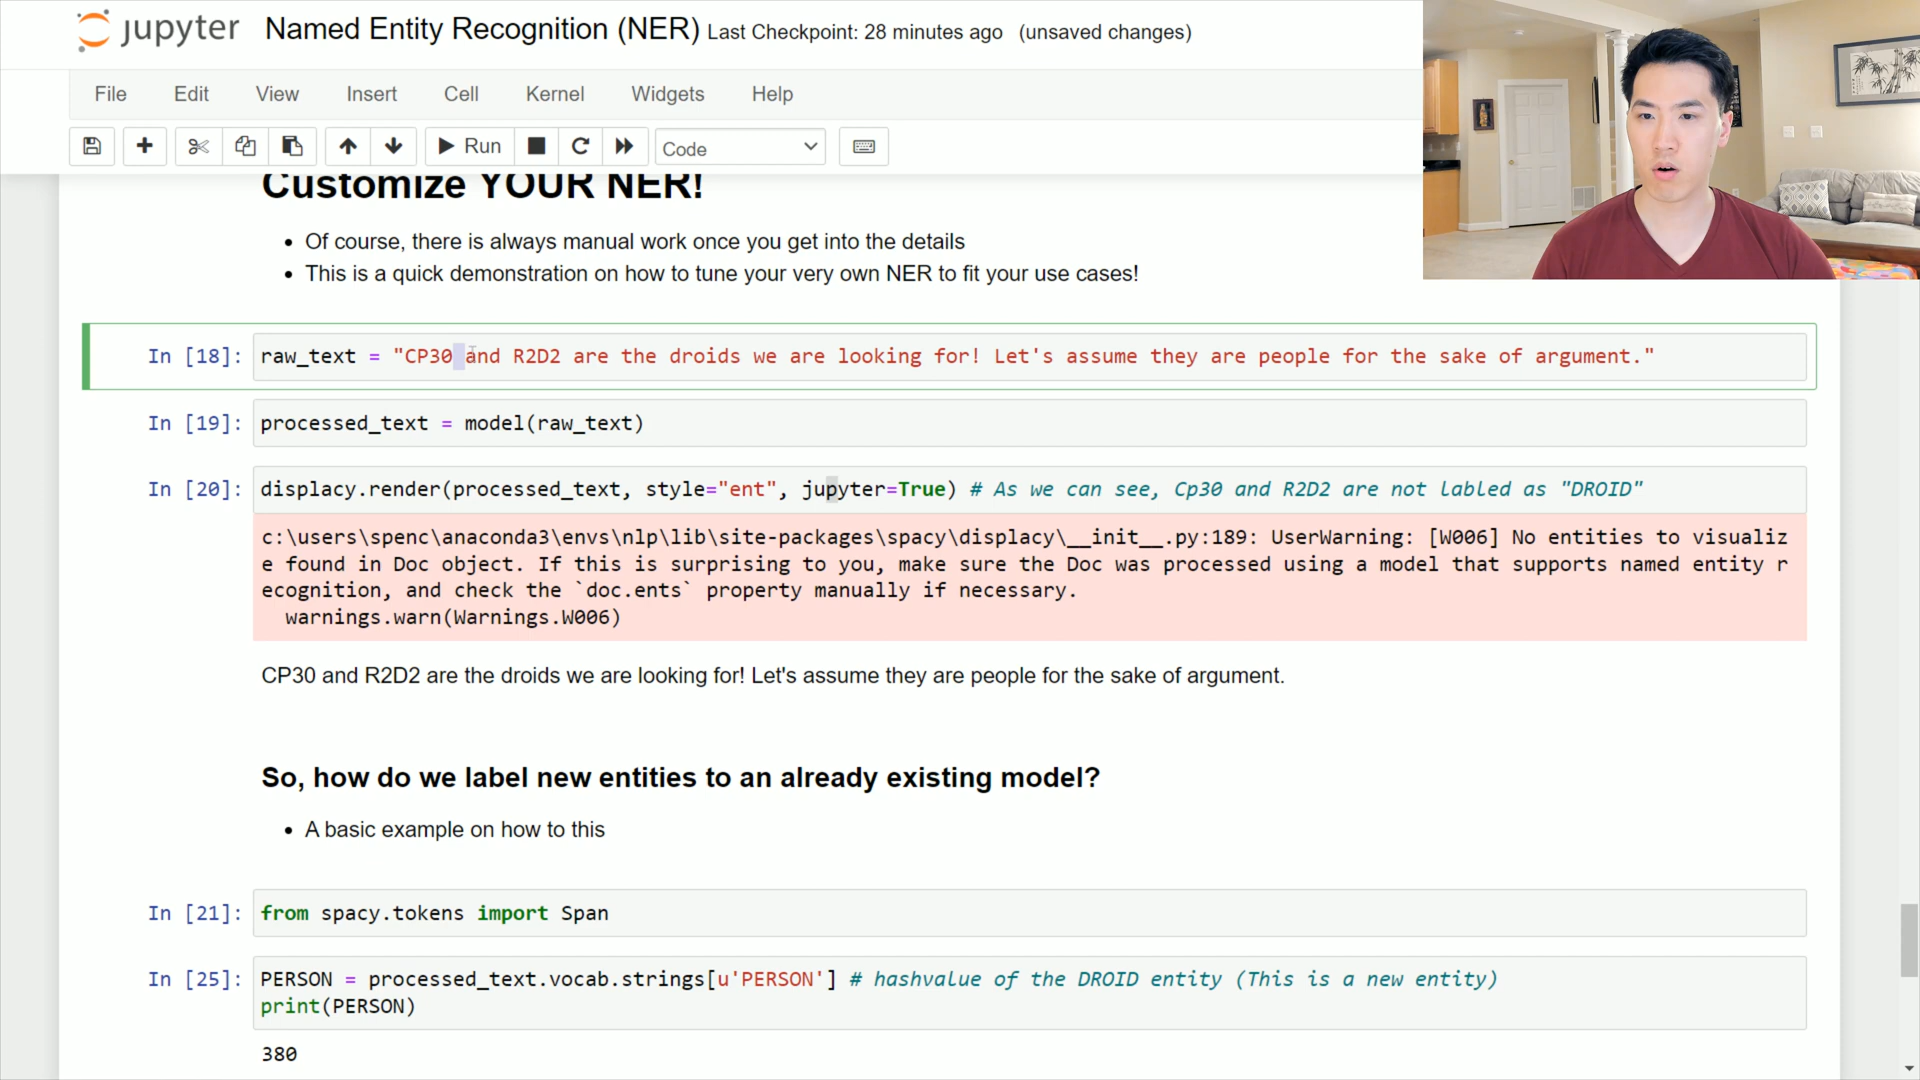 jupyter Named Entity Recognition (NER) Last Checkpoint: 28 minutes ago (unsaved changes)
File Edit View Insert Cell Kernel Widgets Help
Run Code
Customize YOUR NER!
• Of course, there is always manual work once you get into the details
• This is a quick demonstration on how to tune your very own NER to fit your use cases!
In [18]: raw_text = "CP30 and R2D2 are the droids we are looking for! Let's assume they are people for the sake of argument."
In [19]: processed_text = model(raw_text)
In [20]: displacy.render(processed_text, style="ent", jupyter=True) # As we can see, Cp30 and R2D2 are not labled as "DROID"
c:\users\spenc\anaconda3\envs\nlp\lib\site-packages\spacy\displacy\__init__.py:189: UserWarning: [W006] No entities to visualiz
e found in Doc object. If this is surprising to you, make sure the Doc was processed using a model that supports named entity r
ecognition, and check the `doc.ents` property manually if necessary.
warnings.warn(Warnings.W006)
CP30 and R2D2 are the droids we are looking for! Let's assume they are people for the sake of argument.
So, how do we label new entities to an already existing model?
• A basic example on how to this
In [21]: from spacy.tokens import Span
In [25]: PERSON = processed_text.vocab.strings[u'PERSON'] # hashvalue of the DROID entity (This is a new entity)
print(PERSON)
380